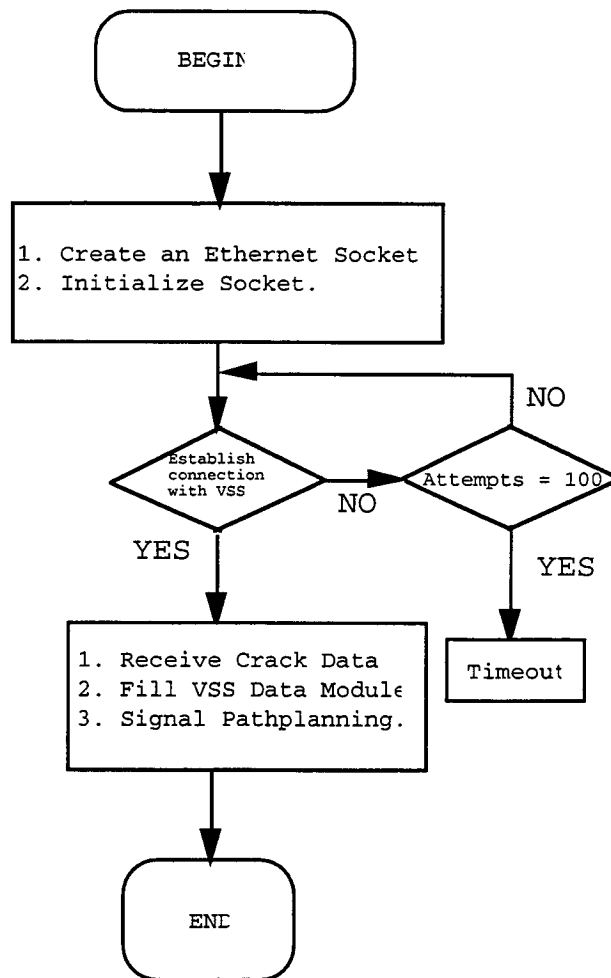 BEGIN
1. Create an Ethernet Socket
2. Initialize Socket.
NO
Establish
connection
with VSS
NO
Attempts = 100
YES
YES
1. Receive Crack Data
2. Fill VSS Data Module
3. Signal Pathplanning.
Timeout
END